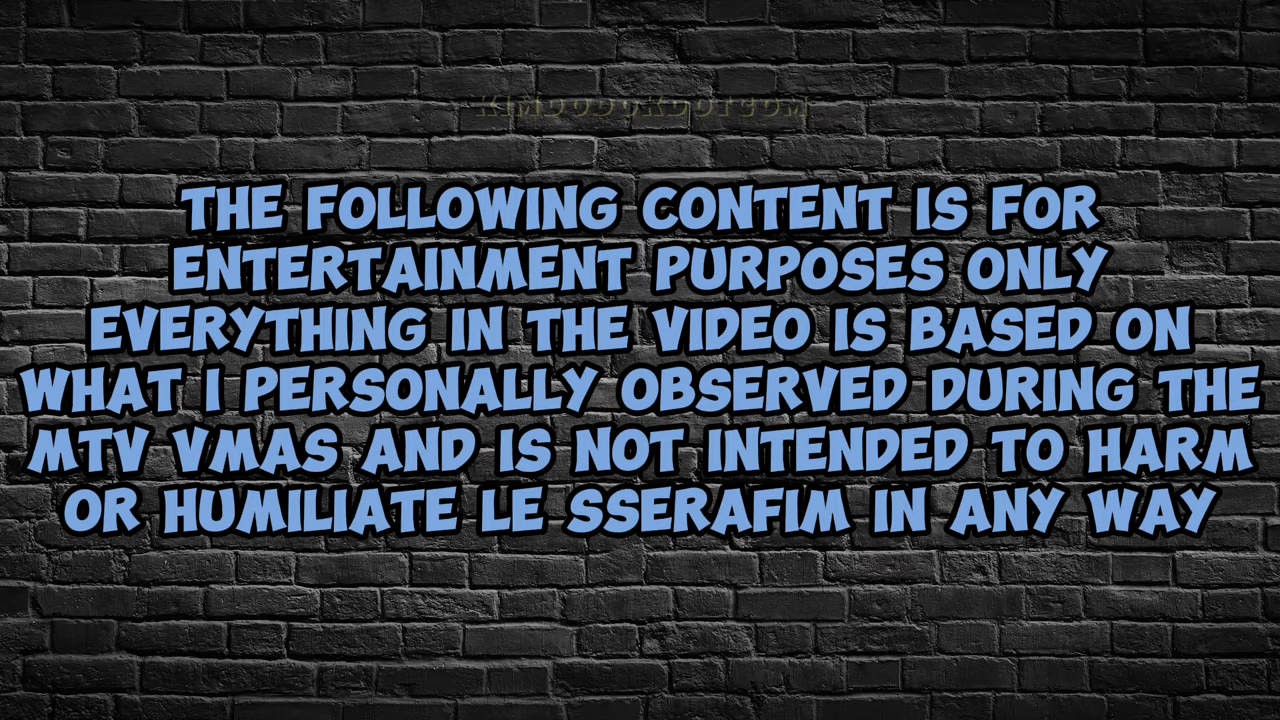 KIMDODOKDOTCOM
THE FOLLOWING CONTENT IS FOR
ENTERTAINMENT PURPOSES ONLY
EVERYTHING IN THE VIDEO IS BASED ON
WHAT I PERSONALLY OBSERVED DURING THE
MTV VMAS AND IS NOT INTENDED TO HARM
OR HUMILIATE LE SSERAFIM IN ANY WAY